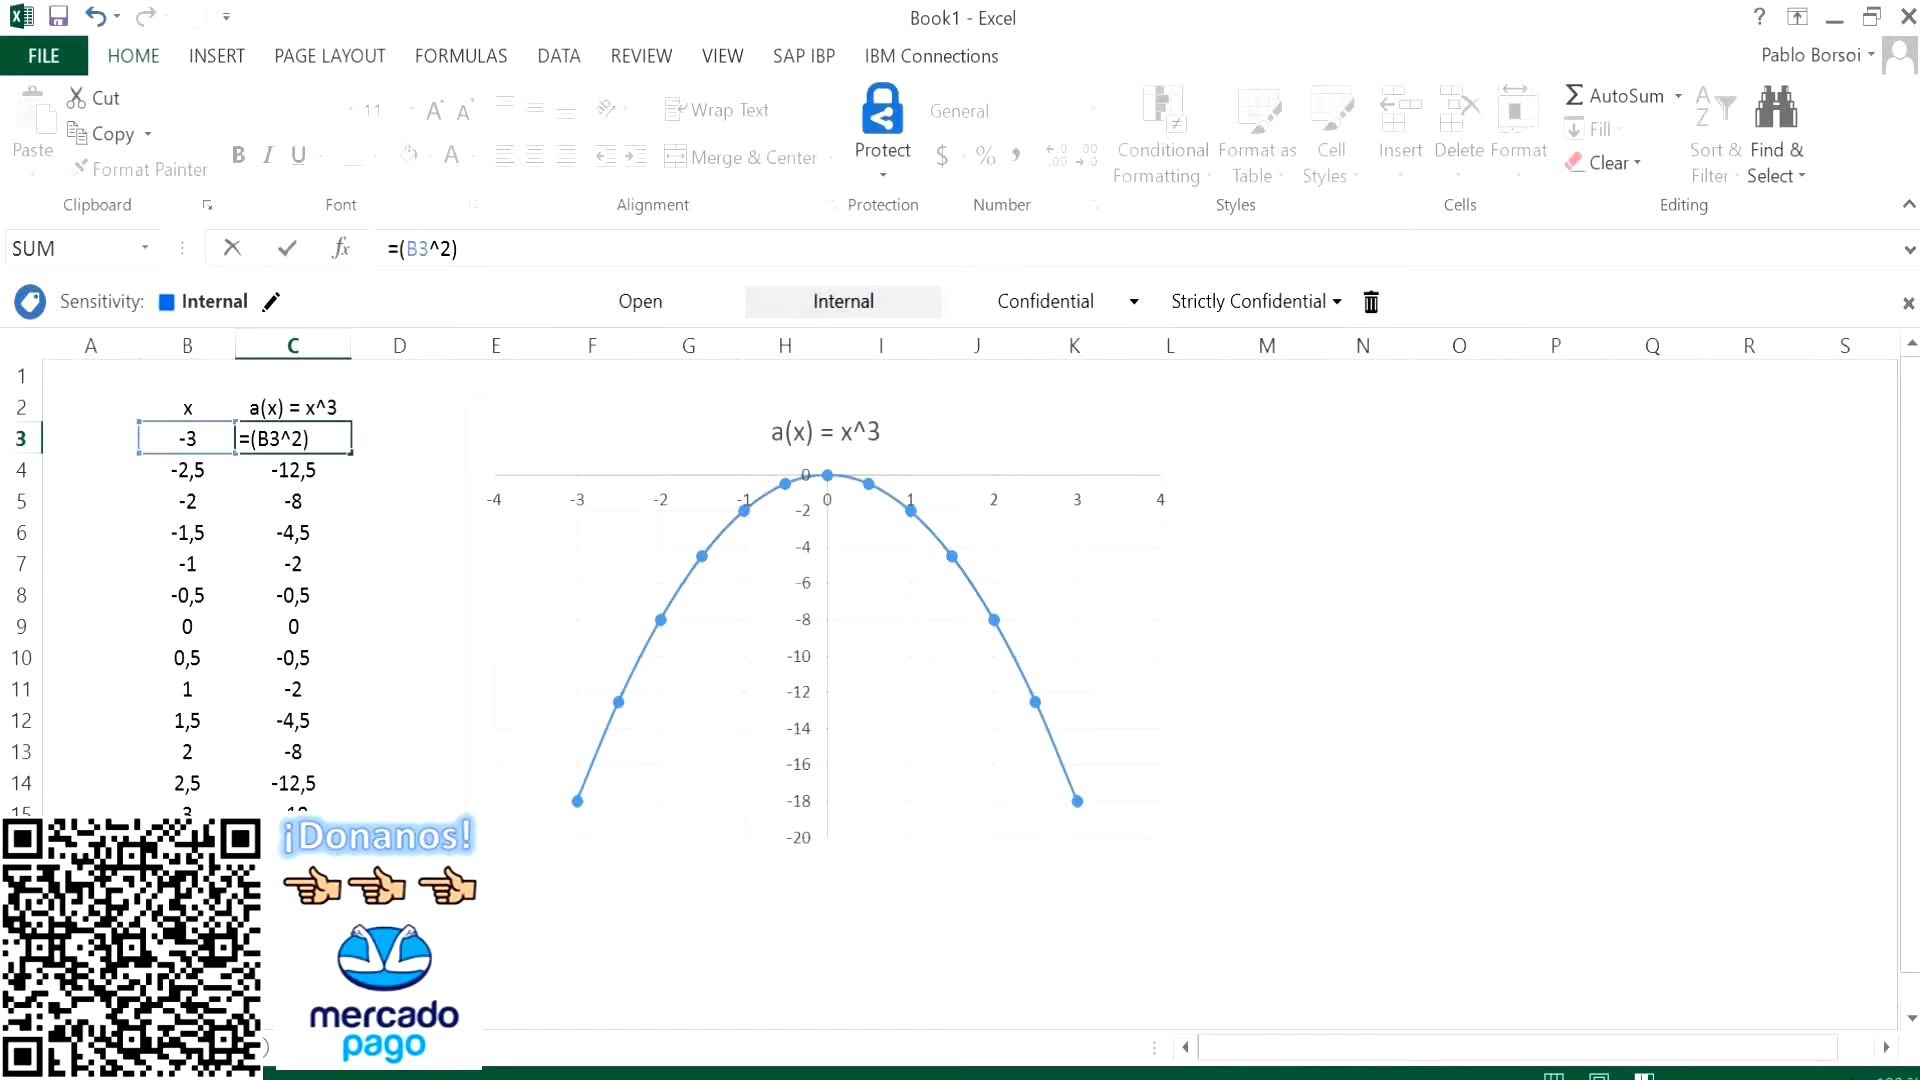 Book1 - Excel
?
FILE HOME INSERT PAGE LAYOUT FORMULAS DATA REVIEW VIEW SAP IBP IBM Connections
Pablo Borsoi
Paste
Cut
Copy
Format Painter
Clipboard
11
B I U
Font
Wrap Text
Merge & Center
Alignment
Protect
Protection
General
$ % ,
Number
Conditional Formatting
Format as Table
Cell Styles
Styles
Insert Delete Format
Cells
AutoSum
Fill
Clear
Sort & Filter
Find & Select
Editing
SUM
fx
=(B3^2)
Sensitivity: Internal
Open Internal Confidential Strictly Confidential
A B C D E F G H I J K L M N O P Q R S
1
2 x a(x) = x^3
3 -3 =(B3^2)
4 -2,5 -12,5
5 -2 -8
6 -1,5 -4,5
7 -1 -2
8 -0,5 -0,5
9 0 0
10 0,5 -0,5
11 1 -2
12 1,5 -4,5
13 2 -8
14 2,5 -12,5
a(x) = x^3
0
-4 -3 -2 -1 0 1 2 3 4
-2
-4
-6
-8
-10
-12
-14
-16
-18
-20
¡Donanos!
mercado
pago